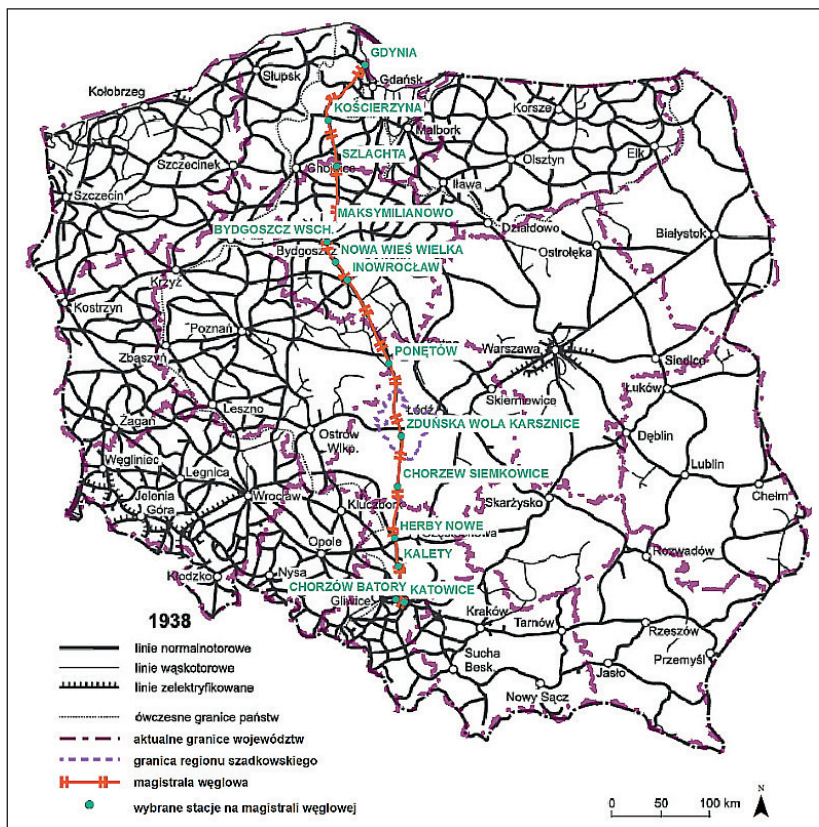 GDYNIA
Słupsk
Gdańsk
Kołobrzeg
KOŚCIERZYNA
Korsze
Malbork
SZLACHTA
Szczecinek
Olsztyn
Ełk
Iława
Szczecin
MAKSYMILIANOWO
Działdowo
BYDGOSZCZ WSCH.
Białystok
Bydgoszcz
NOWA WIEŚ WIELKA
Ostrołęka
INOWROCŁAW
Krzyż
Kostrzyn
Poznań
PONĘTÓW
Warszawa
Siedlce
Zbąszyń
Skierniewice
Łuków
Leszno
Łódź
ZDUŃSKA WOLA KARSZNICE
Żagań
Ostrów
Wlkp.
Dęblin
Węgliniec
Legnica
CHORZEW SIEMKOWICE
Lublin
Jelenia
Góra
Wrocław
Skarżysko
Chełm
Kluczbork
HERBY NOWE
Opole
KALETY
Rozwadów
Kłodzko
Nysa
CHORZÓW BATORY
KATOWICE
Gliwice
Kraków
Tarnów
Rzeszów
Przemyśl
Sucha
Besk.
Jasło
Nowy Sącz
1938
linie normalnotorowe
linie wąskotorowe
linie zelektryfikowane
ówczesne granice państw
aktualne granice województw
granica regionu szadkowskiego
magistrala węglowa
wybrane stacje na magistrali węglowej
0 50 100 km
N